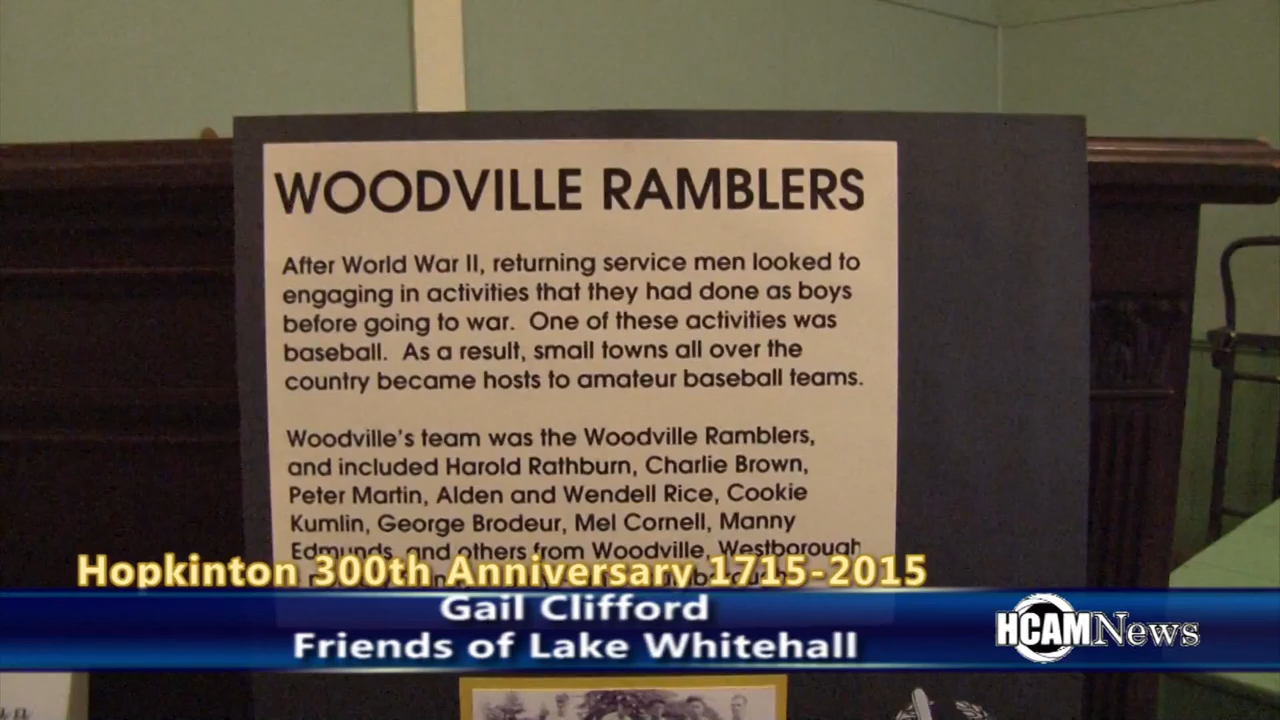 WOODVILLE RAMBLERS
After World War II, returning service men looked to
engaging in activities that they had done as boys
before going to war. One of these activities was
baseball. As a result, small towns all over the
country became hosts to amateur baseball teams.
Woodville's team was the Woodville Ramblers,
and included Harold Rathburn, Charlie Brown,
Peter Martin, Alden and Wendell Rice, Cookie
Kumlin, George Brodeur, Mel Cornell, Manny
Edmunds, and others from Woodville, Westborough
Hopkinton 300th Anniversary 1715-2015
Gail Clifford
Friends of Lake Whitehall
HCAMNews